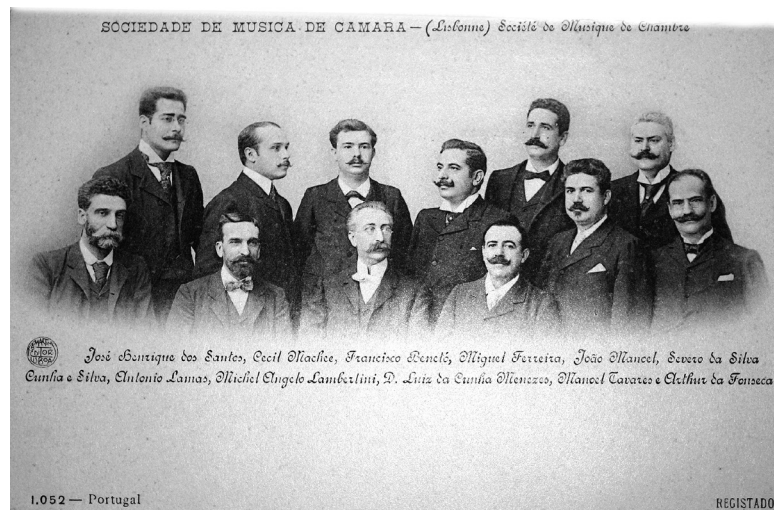 SOCIEDADE DE MUSICA DE CAMARA — (Lisbonne) Société de Musique de Chambre
José Henrique dos Santos, Cecil Mackee, Francisco Benetó, Miguel Ferreira, João Manoel, Severo da Silva
Cunha e Silva, Antonio Lamas, Michel Angelo Lambertini, D. Luiz da Cunha Menezes, Manoel Tavares e Arthur da Fonseca
1.052 — Portugal
REGISTADO